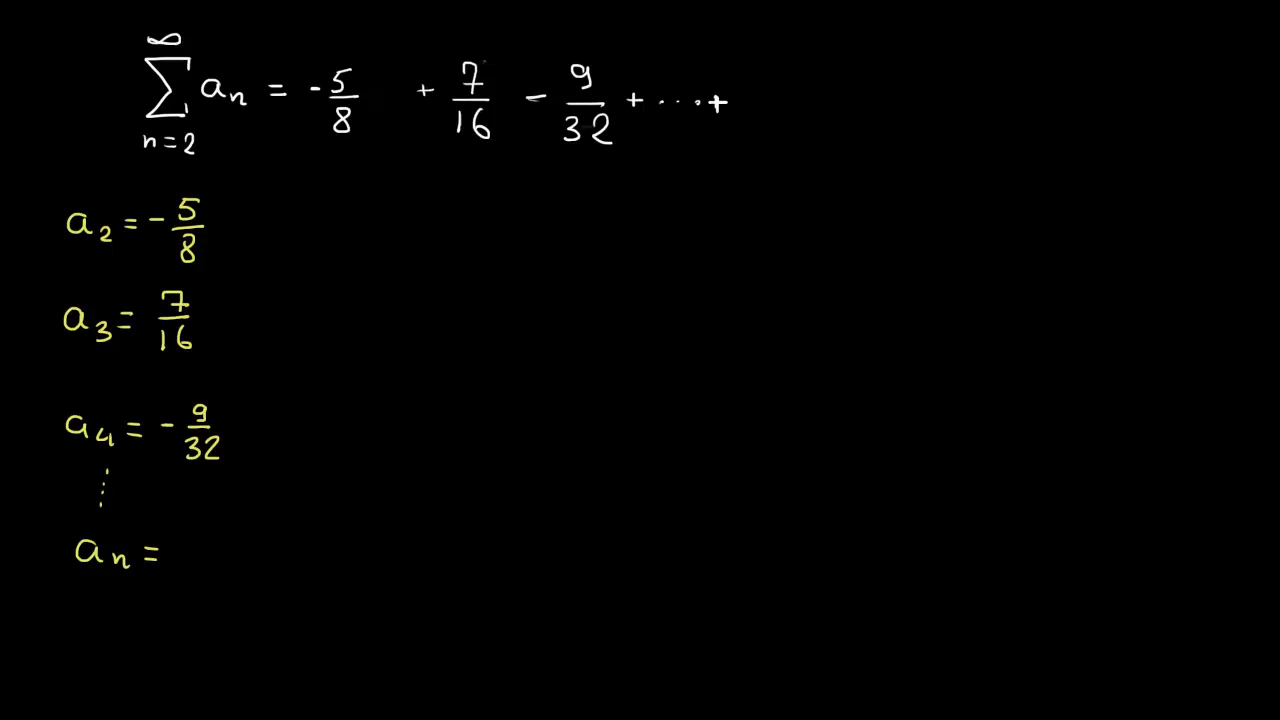 ∞
∑ aₙ = -5/8 + 7/16 - 9/32 + ....+
n=2
a₂ = -5/8
a₃ = 7/16
a₄ = -9/32
⋮
aₙ =